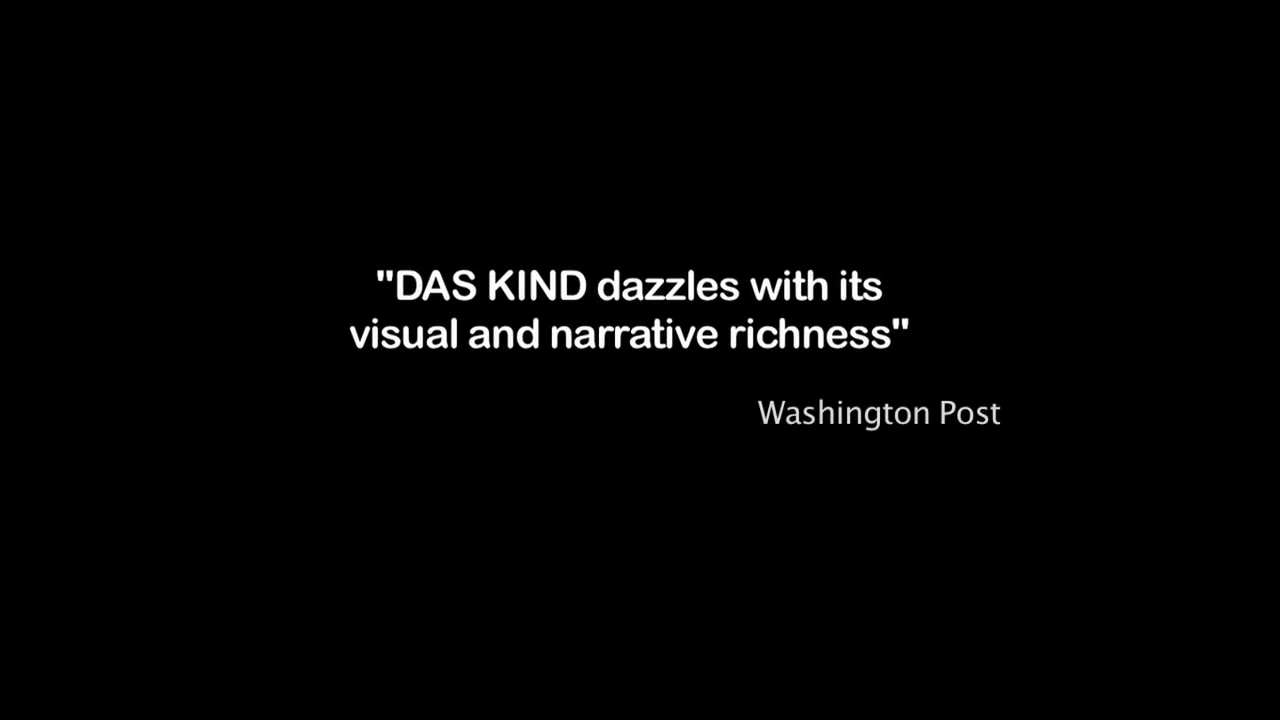 "DAS KIND dazzles with its
visual and narrative richness"
Washington Post